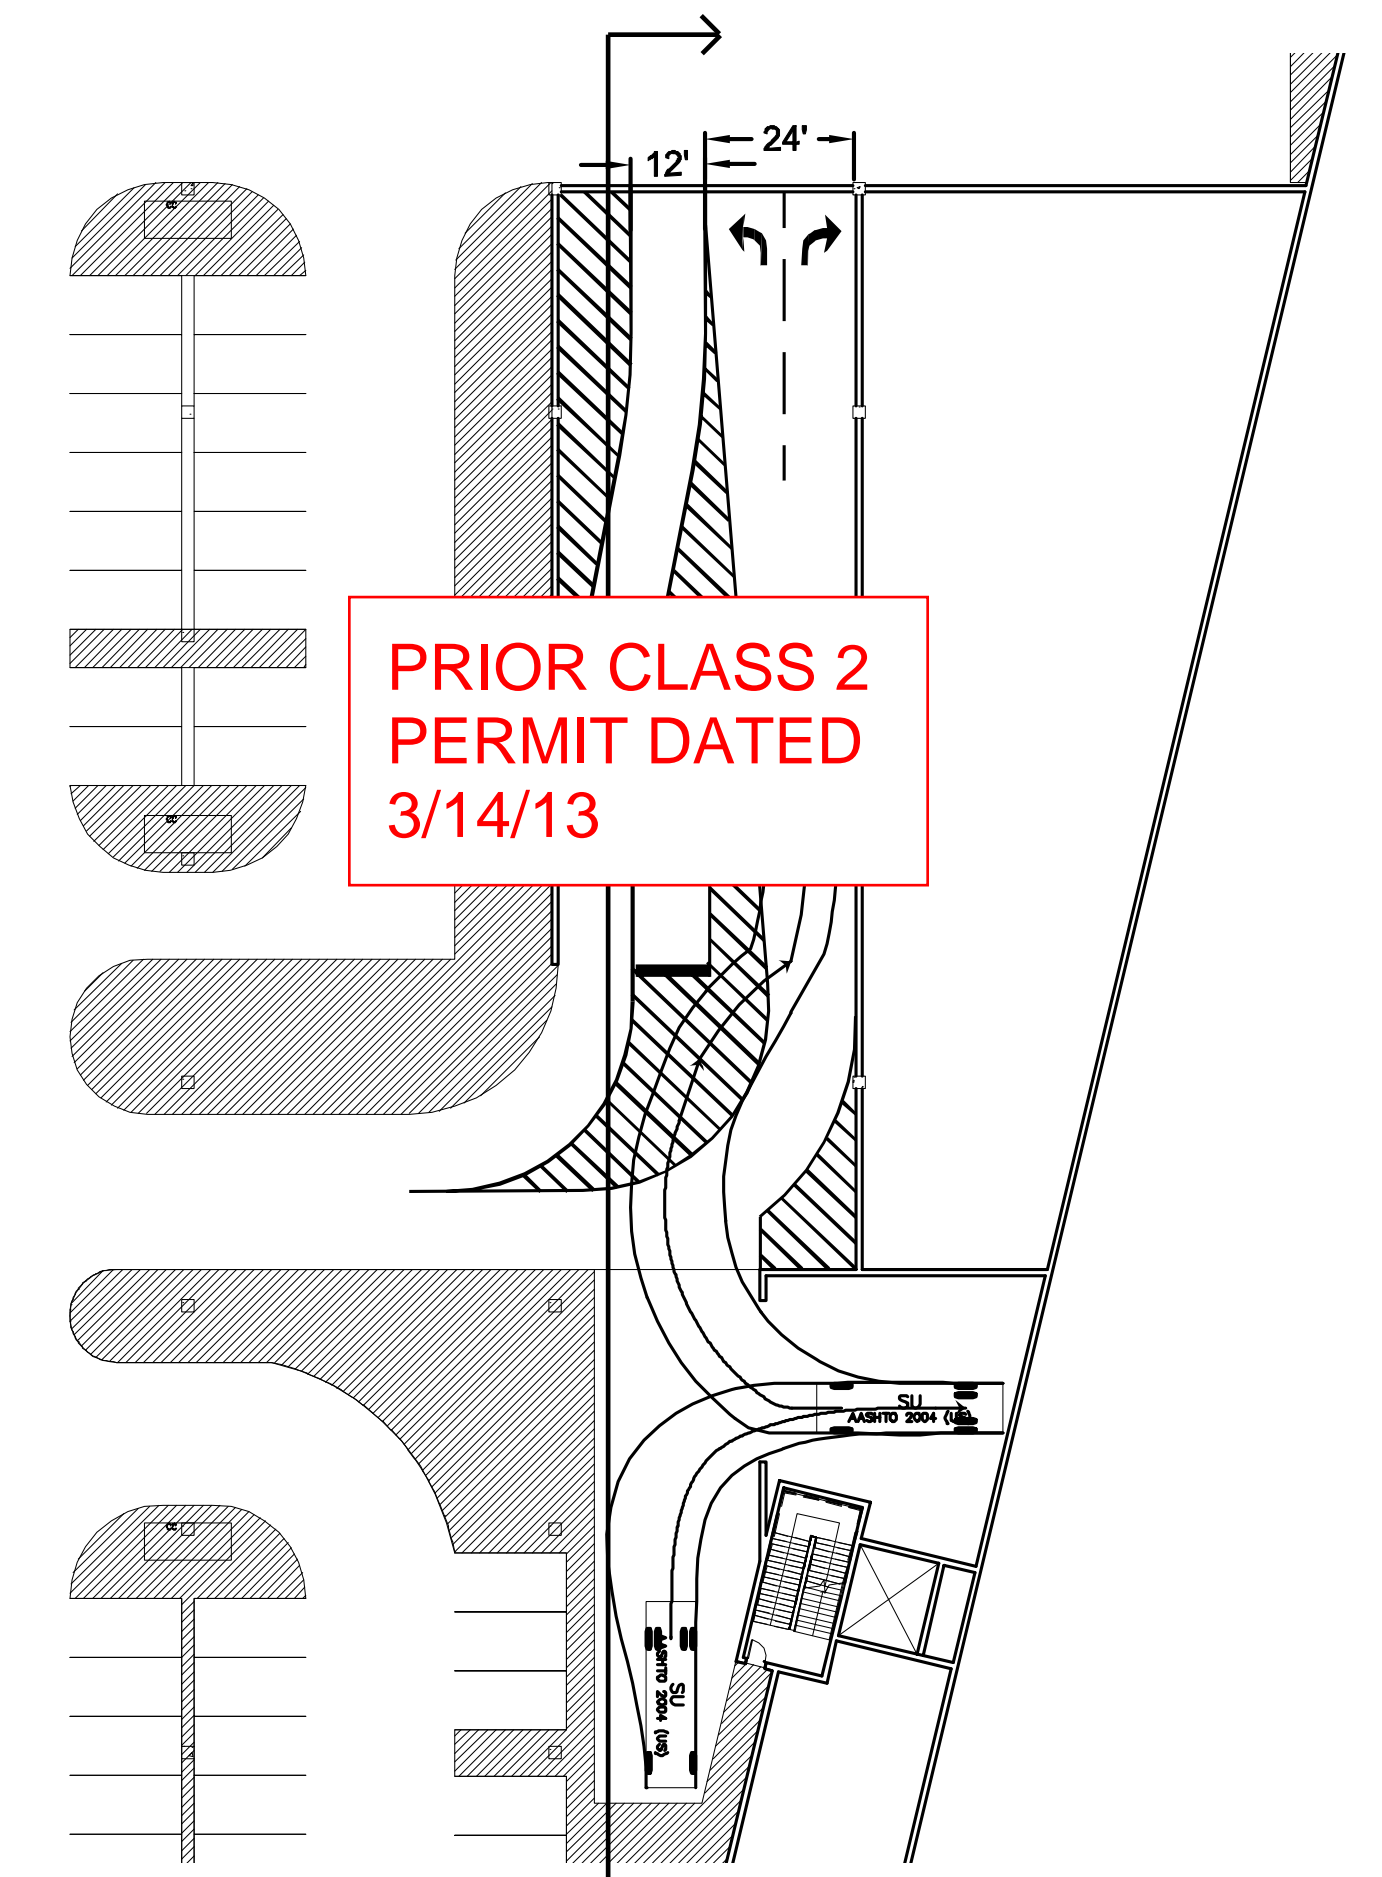 24'
12'
PRIOR CLASS 2
PERMIT DATED
3/14/13
SU
AASHTO 2004 (US)
SU
AASHTO 2004 (US)